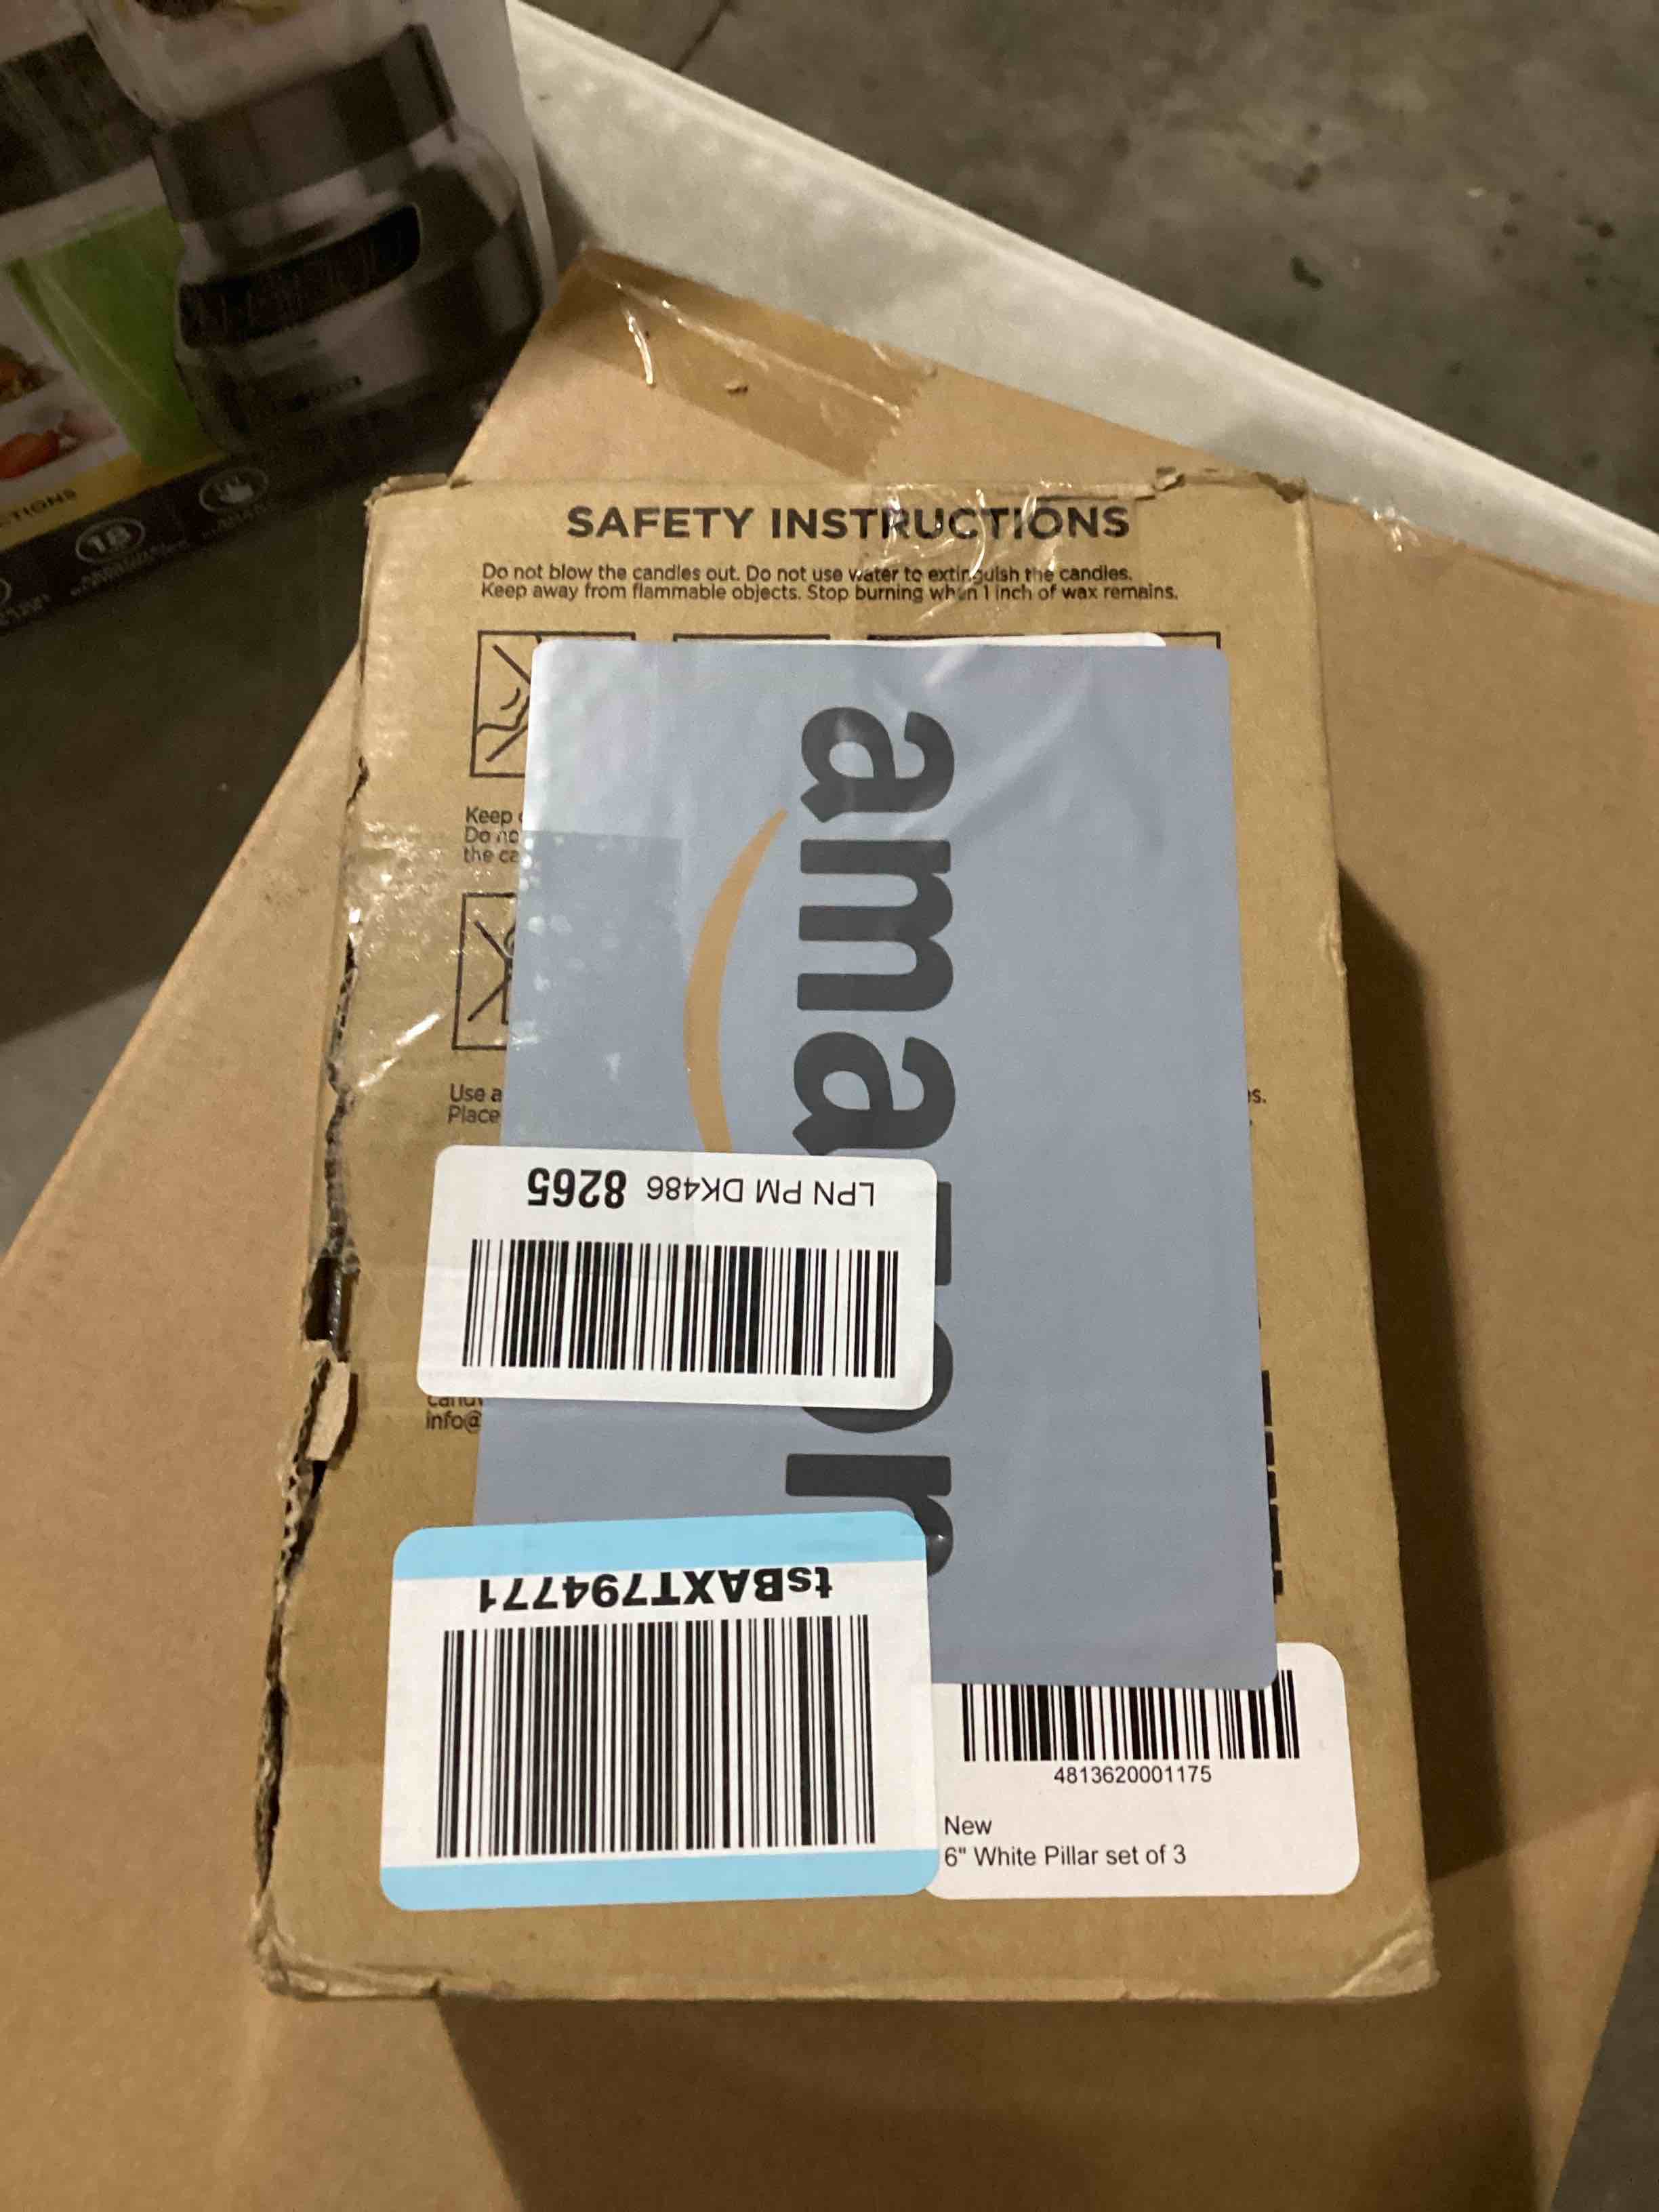 CTIONS
18
SAFETY INSTRUCTIONS
Do not blow the candles out. Do not use water to extinguish the candles.
Keep away from flammable objects. Stop burning when 1 inch of wax remains.
Keep
Do no
the ca
amazon
Use a
Place
s.
LPN PM DK486 8265
info@
tsBAXT794771
4813620001175
New
6" White Pillar set of 3